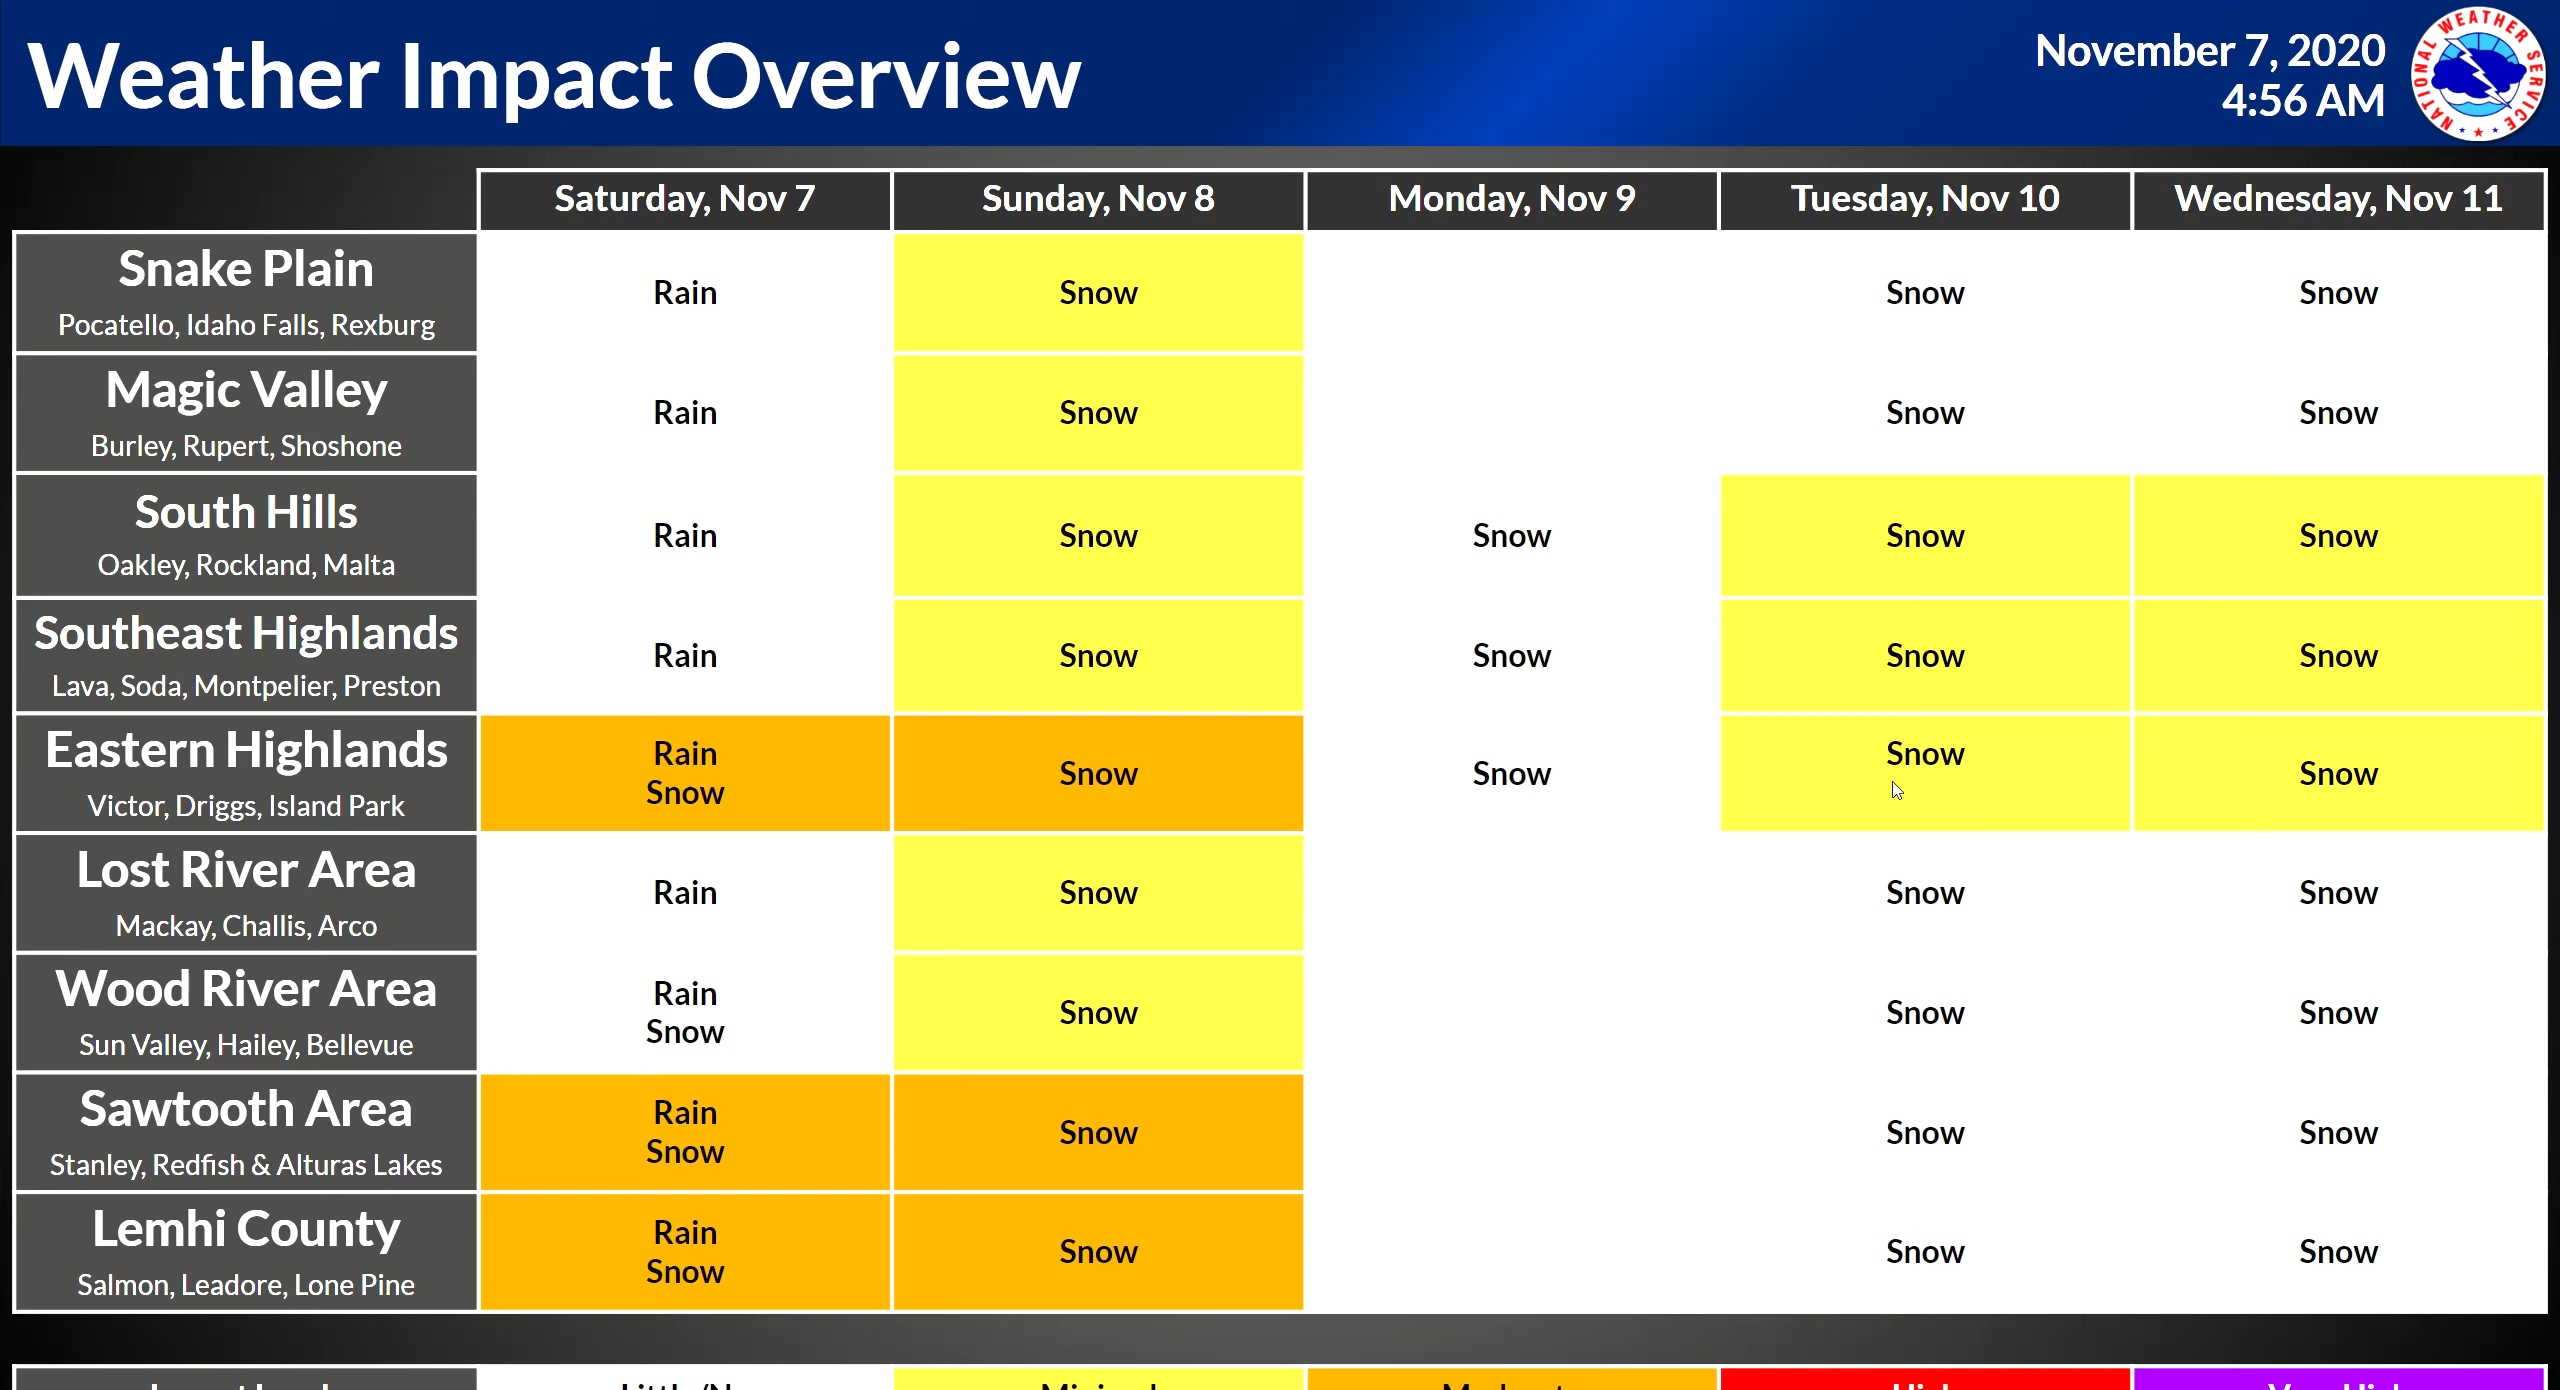 Weather Impact Overview
November 7, 2020
4:56 AM
NATIONAL WEATHER SERVICE
Saturday, Nov 7 Sunday, Nov 8 Monday, Nov 9 Tuesday, Nov 10 Wednesday, Nov 11
Snake Plain
Pocatello, Idaho Falls, Rexburg
Rain Snow Snow Snow
Magic Valley
Burley, Rupert, Shoshone
Rain Snow Snow Snow
South Hills
Oakley, Rockland, Malta
Rain Snow Snow Snow Snow
Southeast Highlands
Lava, Soda, Montpelier, Preston
Rain Snow Snow Snow Snow
Eastern Highlands
Victor, Driggs, Island Park
Rain
Snow
Snow Snow Snow Snow
Lost River Area
Mackay, Challis, Arco
Rain Snow Snow Snow
Wood River Area
Sun Valley, Hailey, Bellevue
Rain
Snow
Snow Snow Snow
Sawtooth Area
Stanley, Redfish & Alturas Lakes
Rain
Snow
Snow Snow Snow
Lemhi County
Salmon, Leadore, Lone Pine
Rain
Snow
Snow Snow Snow